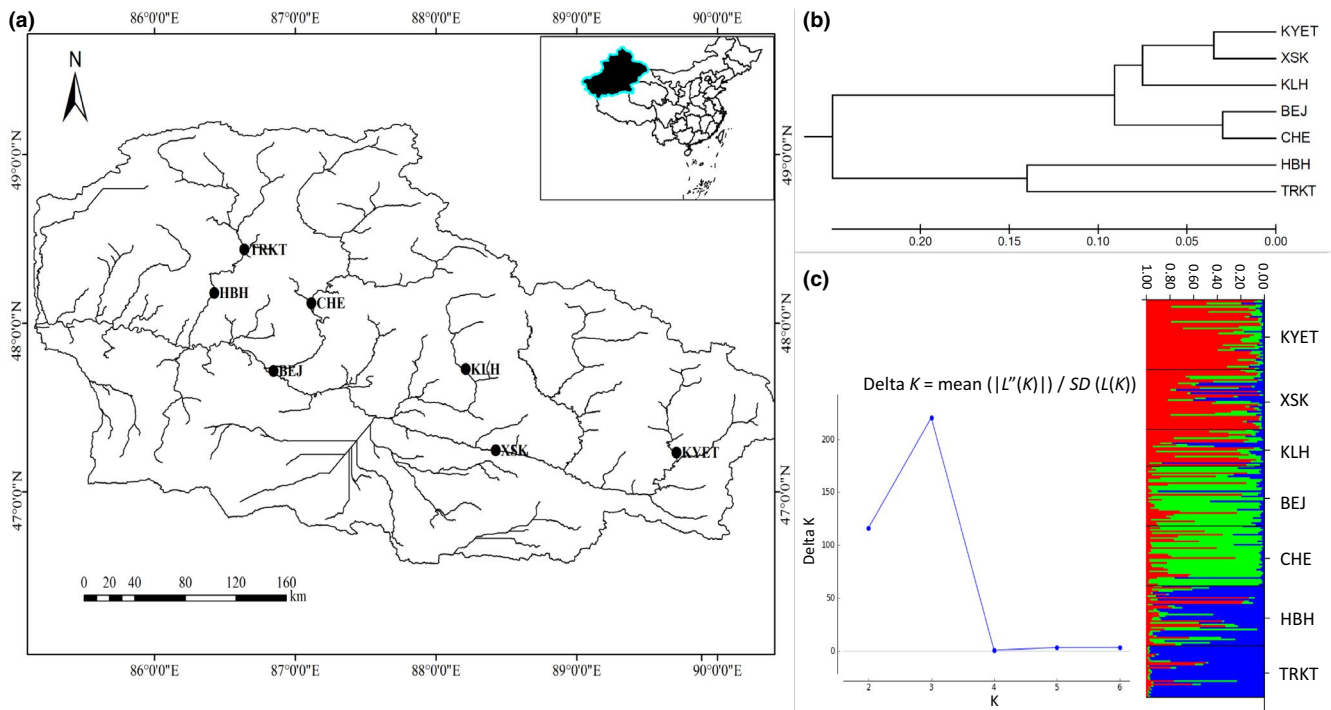 (a)
86°0'0"E 87°0'0"E 88°0'0"E 89°0'0"E 90°0'0"E
N
49°0'0"N 49°0'0"N
TRKT
HBH
CHE
48°0'0"N 48°0'0"N
BEJ
KLH
XSK
KYET
47°0'0"N 47°0'0"N
0 20 40 80 120 160
km
86°0'0"E 87°0'0"E 88°0'0"E 89°0'0"E 90°0'0"E
(b)
KYET
XSK
KLH
BEJ
CHE
HBH
TRKT
0.20 0.15 0.10 0.05 0.00
(c)
Delta K = mean (|L″(K)|) / SD (L(K))
Delta K
200
150
100
50
0
2 3 4 5 6
K
1.00 0.80 0.60 0.40 0.20 0.00
KYET
XSK
KLH
BEJ
CHE
HBH
TRKT